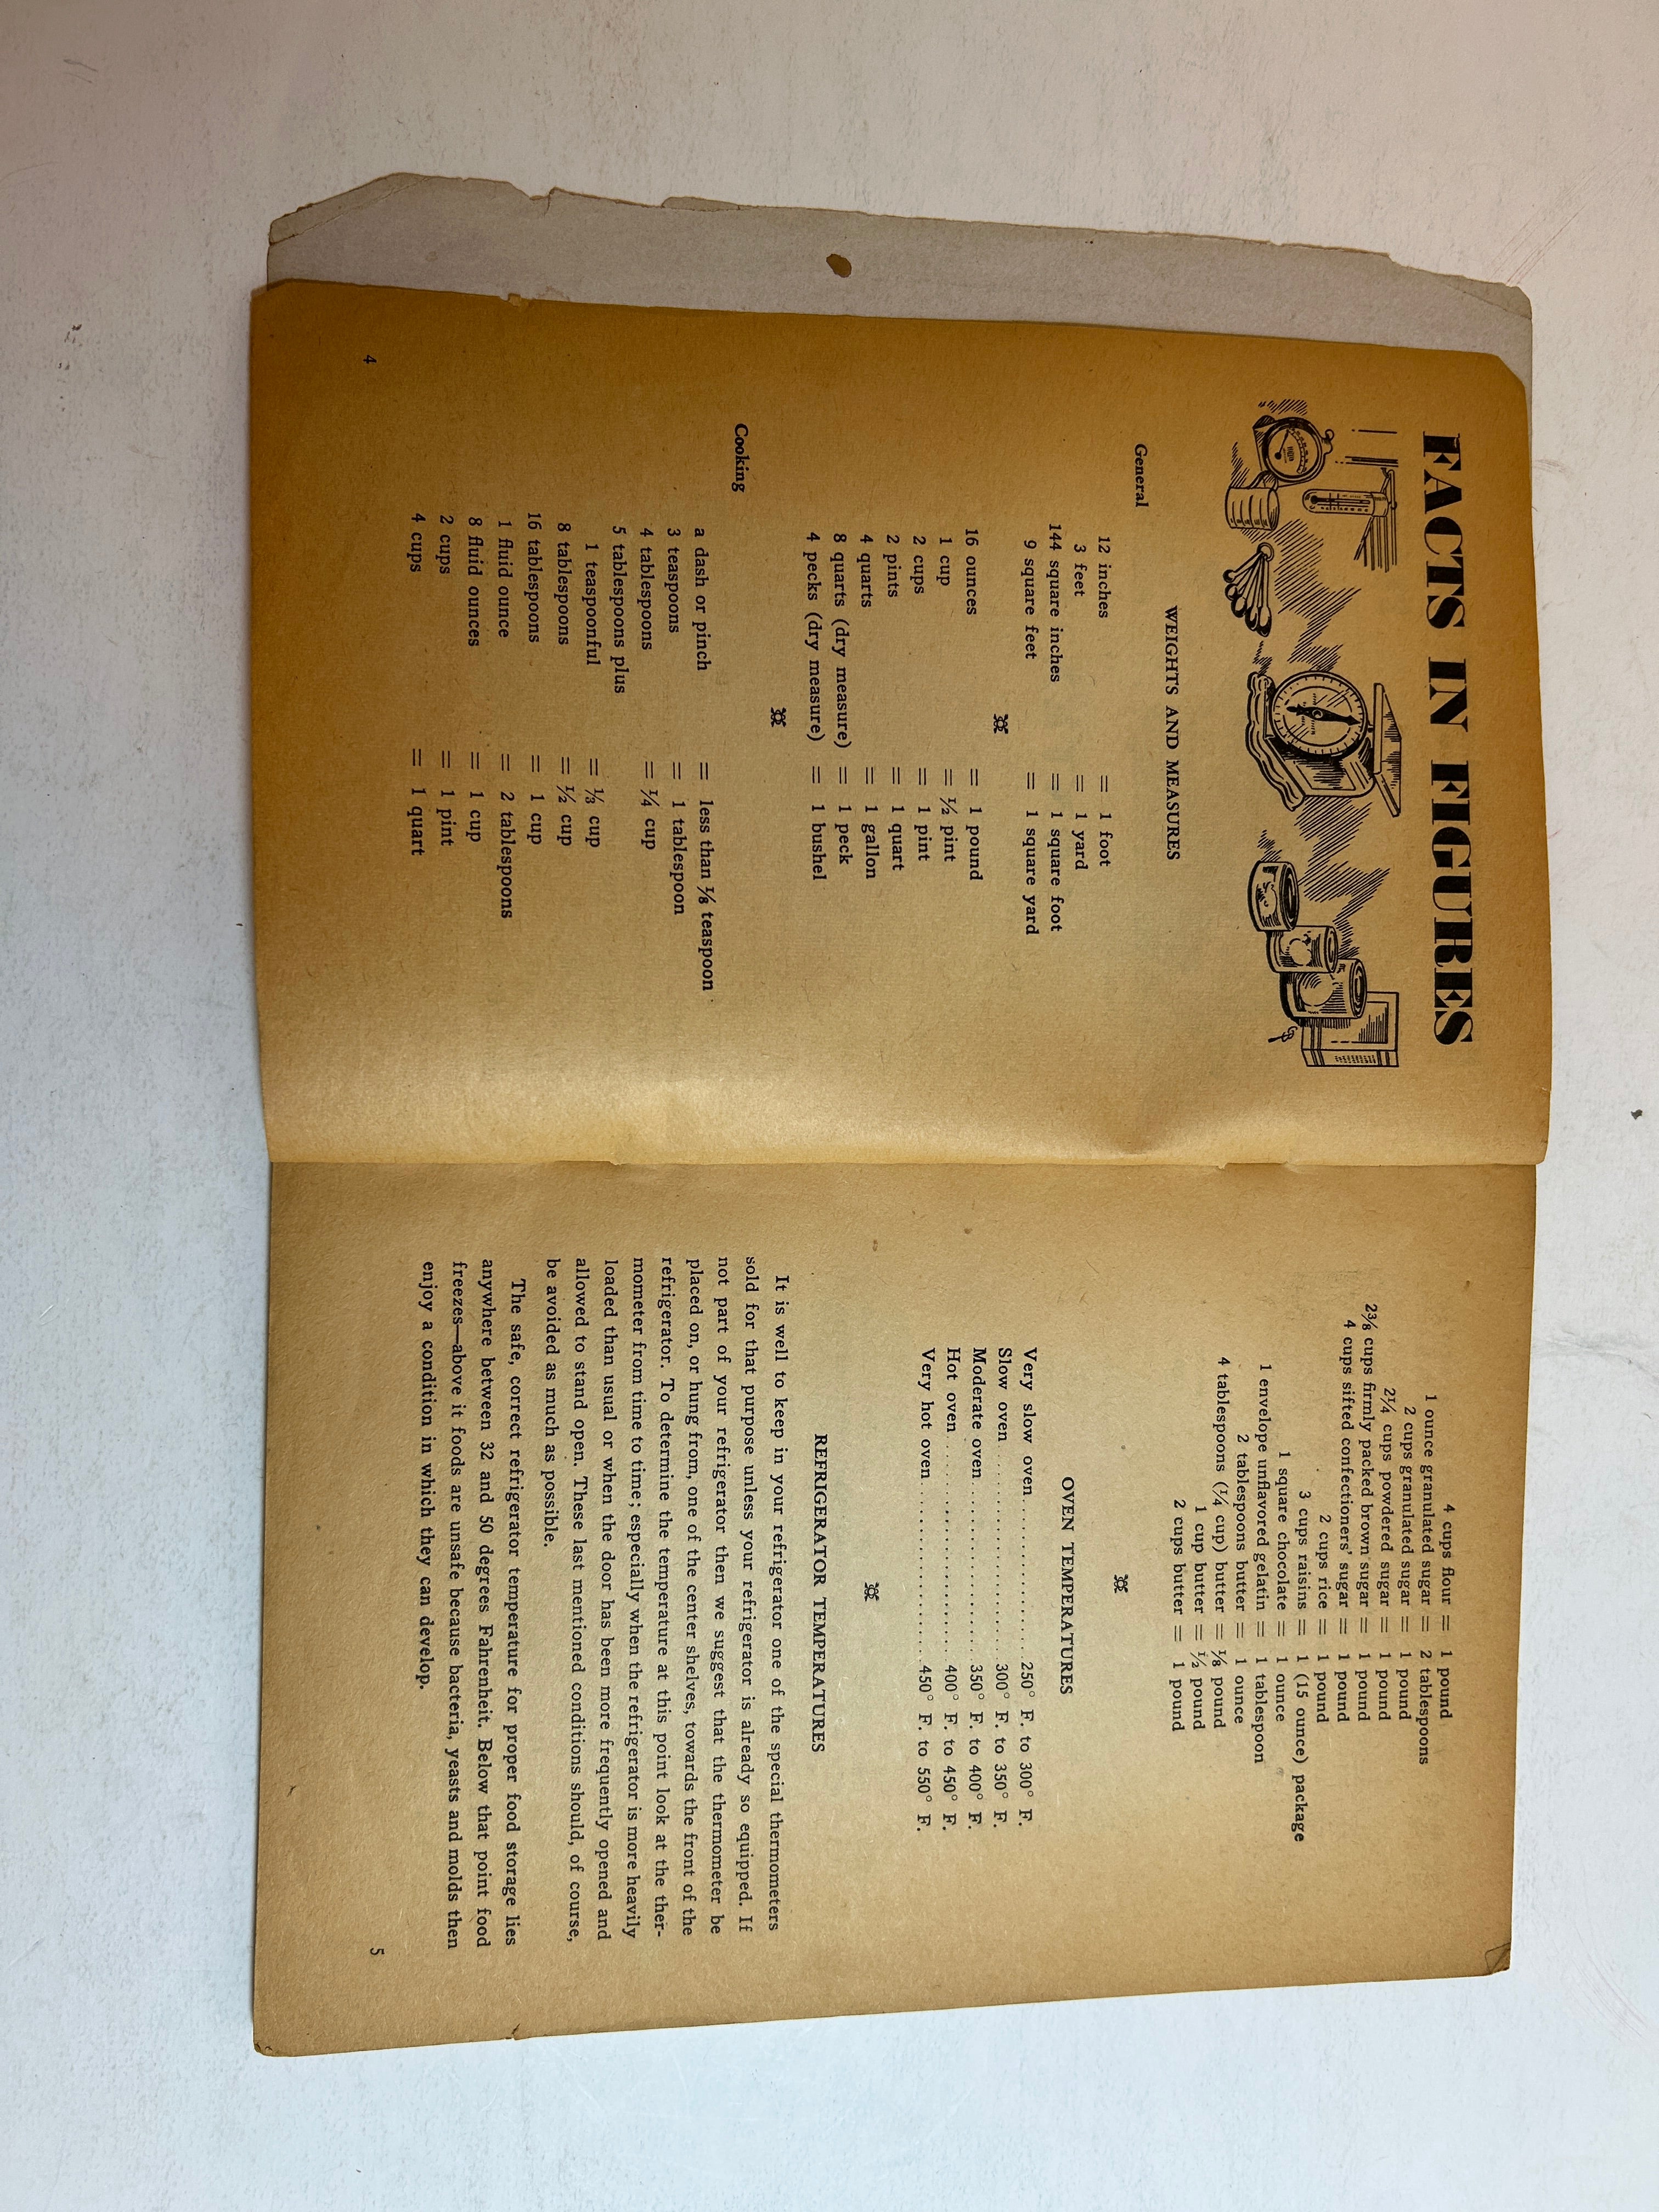 FACTS IN FIGURES
WEIGHTS AND MEASURES
General
12 inches = 1 foot
3 feet = 1 yard
144 square inches = 1 square foot
9 square feet = 1 square yard
16 ounces = 1 pound
1 cup = ½ pint
2 cups = 1 pint
2 pints = 1 quart
4 quarts = 1 gallon
8 quarts (dry measure) = 1 peck
4 pecks (dry measure) = 1 bushel
Cooking
a dash or pinch = less than ⅛ teaspoon
3 teaspoons = 1 tablespoon
4 tablespoons = ¼ cup
5 tablespoons plus
1 teaspoonful = ⅓ cup
8 tablespoons = ½ cup
16 tablespoons = 1 cup
1 fluid ounce = 2 tablespoons
8 fluid ounces = 1 cup
2 cups = 1 pint
4 cups = 1 quart
4
4 cups flour = 1 pound
1 ounce granulated sugar = 2 tablespoons
2 cups granulated sugar = 1 pound
2¼ cups powdered sugar = 1 pound
2⅜ cups firmly packed brown sugar = 1 pound
4 cups sifted confectioners' sugar = 1 pound
2 cups rice = 1 pound
3 cups raisins = 1 (15 ounce) package
1 square chocolate = 1 ounce
1 envelope unflavored gelatin = 1 tablespoon
2 tablespoons butter = 1 ounce
4 tablespoons (¼ cup) butter = ⅛ pound
1 cup butter = ½ pound
2 cups butter = 1 pound
OVEN TEMPERATURES
Very slow oven.................250° F. to 300° F.
Slow oven.....................300° F. to 350° F.
Moderate oven..................350° F. to 400° F.
Hot oven......................400° F. to 450° F.
Very hot oven..................450° F. to 550° F.
REFRIGERATOR TEMPERATURES
It is well to keep in your refrigerator one of the special thermometers
sold for that purpose unless your refrigerator is already so equipped. If
not part of your refrigerator then we suggest that the thermometer be
placed on, or hung from, one of the center shelves, towards the front of the
refrigerator. To determine the temperature at this point look at the ther-
mometer from time to time; especially when the refrigerator is more heavily
loaded than usual or when the door has been more frequently opened and
allowed to stand open. These last mentioned conditions should, of course,
be avoided as much as possible.
The safe, correct refrigerator temperature for proper food storage lies
anywhere between 32 and 50 degrees Fahrenheit. Below that point food
freezes—above it foods are unsafe because bacteria, yeasts and molds then
enjoy a condition in which they can develop.
5